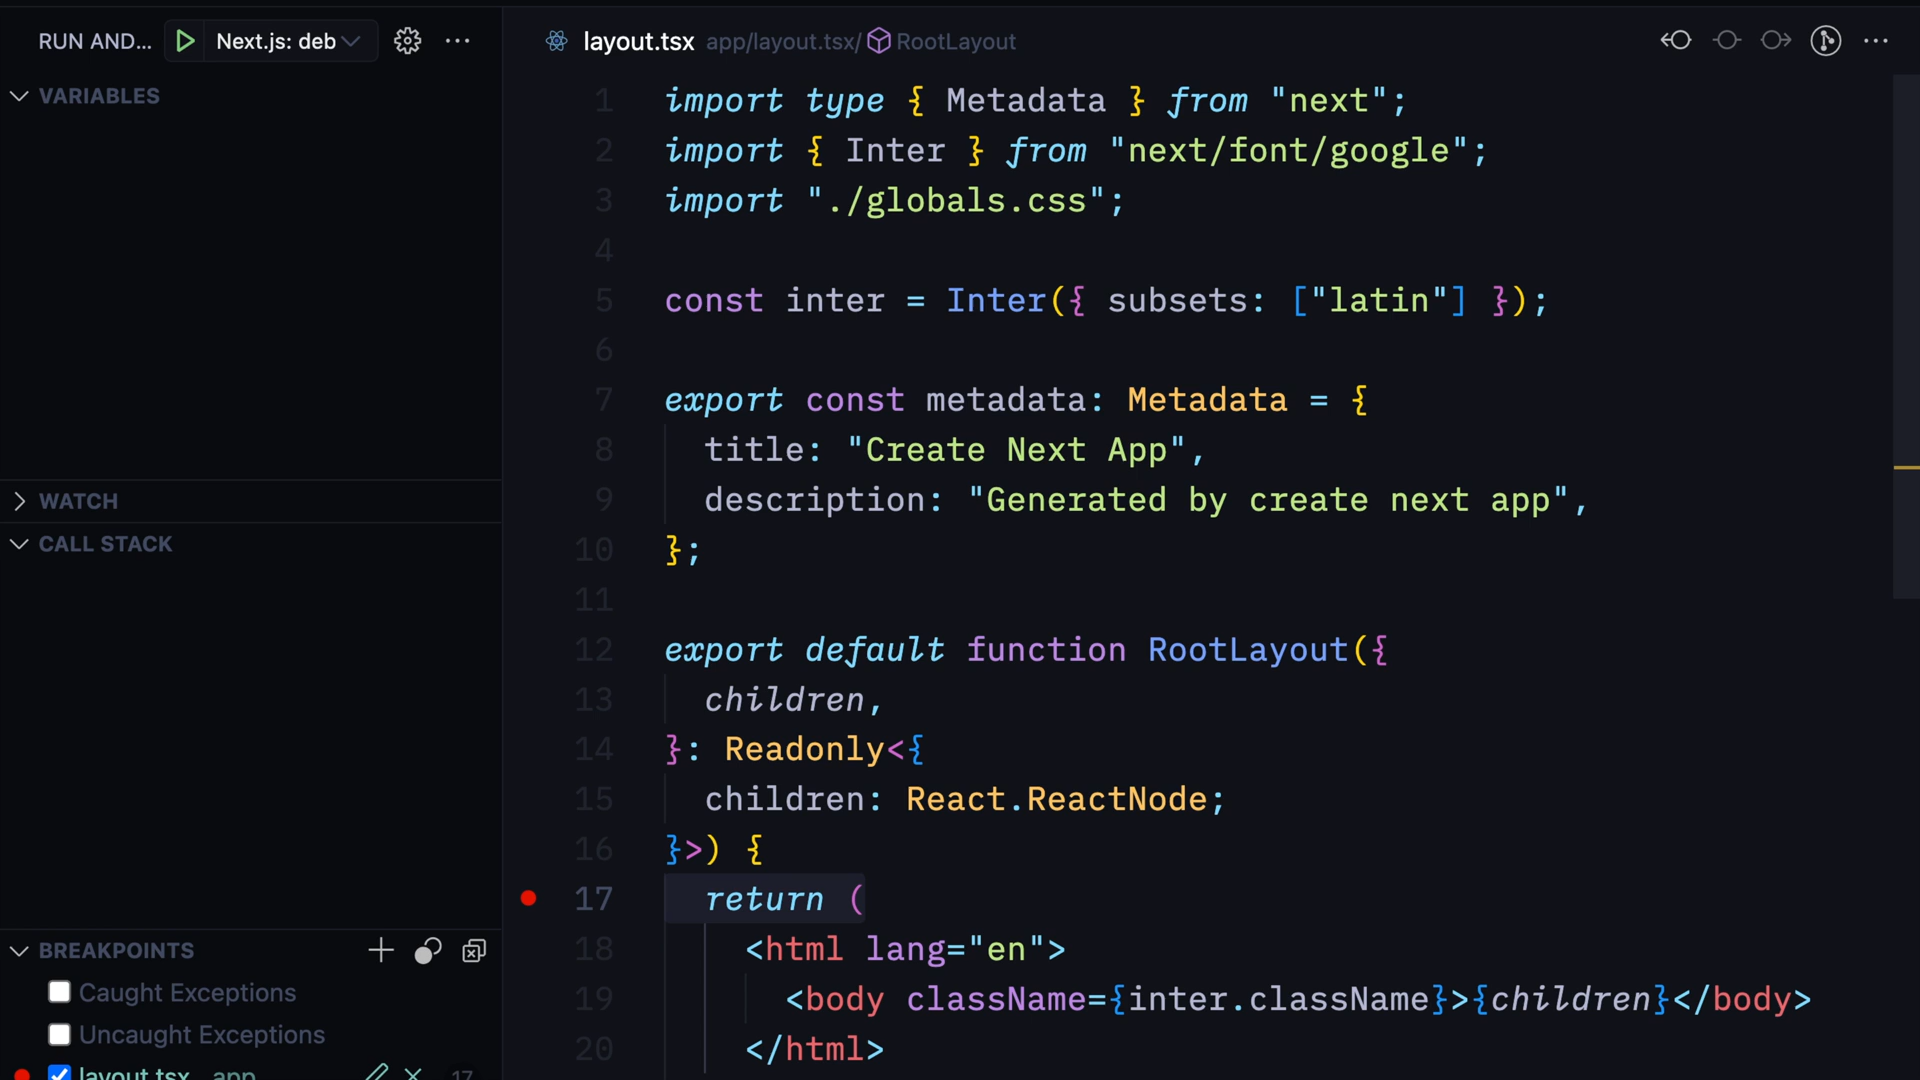 RUN AND...
Next.js: deb
VARIABLES
WATCH
CALL STACK
BREAKPOINTS
Caught Exceptions
Uncaught Exceptions
layout.tsx app 17
layout.tsx app/layout.tsx/ RootLayout
1 import type { Metadata } from "next";
2 import { Inter } from "next/font/google";
3 import "./globals.css";
4
5 const inter = Inter({ subsets: ["latin"] });
6
7 export const metadata: Metadata = {
8 title: "Create Next App",
9 description: "Generated by create next app",
10 };
11
12 export default function RootLayout({
13 children,
14 }: Readonly<{
15 children: React.ReactNode;
16 }>) {
17 return (
18 <html lang="en">
19 <body className={inter.className}>{children}</body>
20 </html>